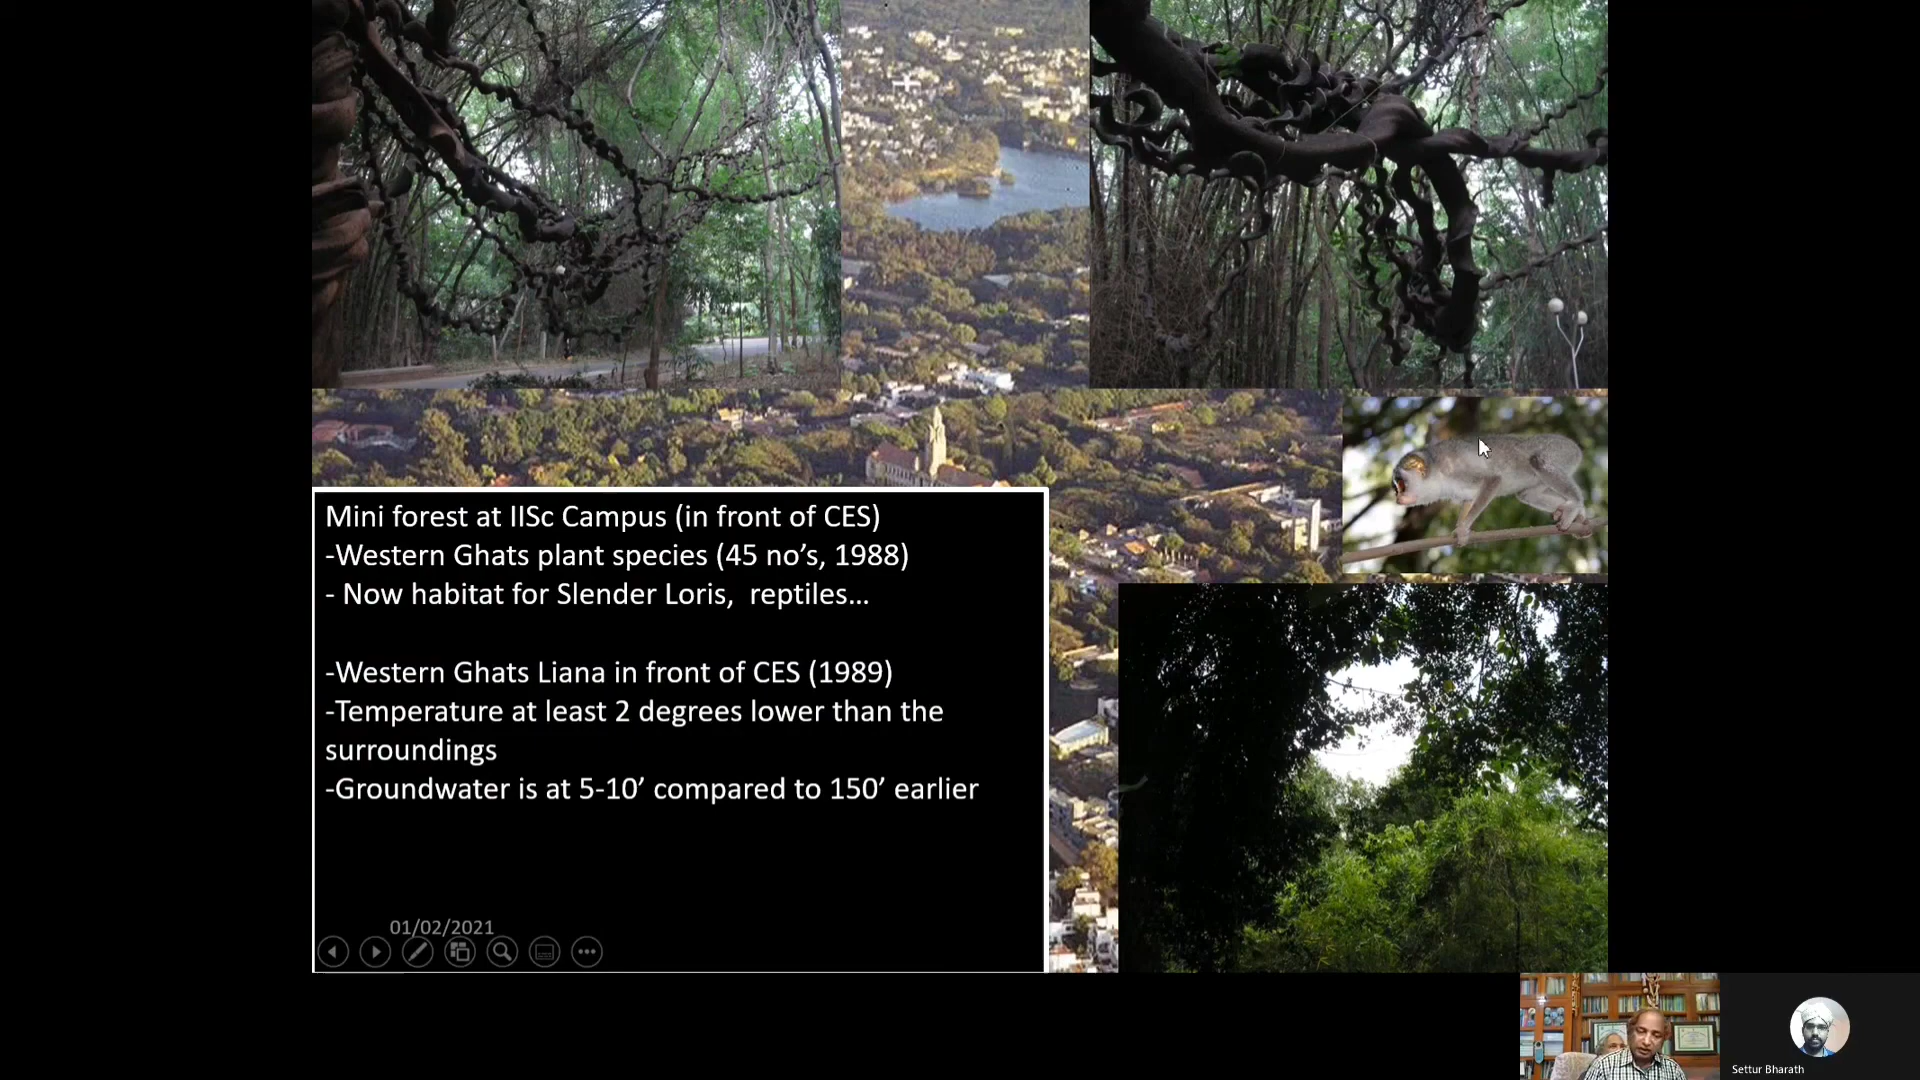 Mini forest at IISc Campus (in front of CES)
-Western Ghats plant species (45 no’s, 1988)
- Now habitat for Slender Loris,  reptiles…
-Western Ghats Liana in front of CES (1989)
-Temperature at least 2 degrees lower than the
surroundings
-Groundwater is at 5-10’ compared to 150’ earlier
01/02/2021
Settur Bharath